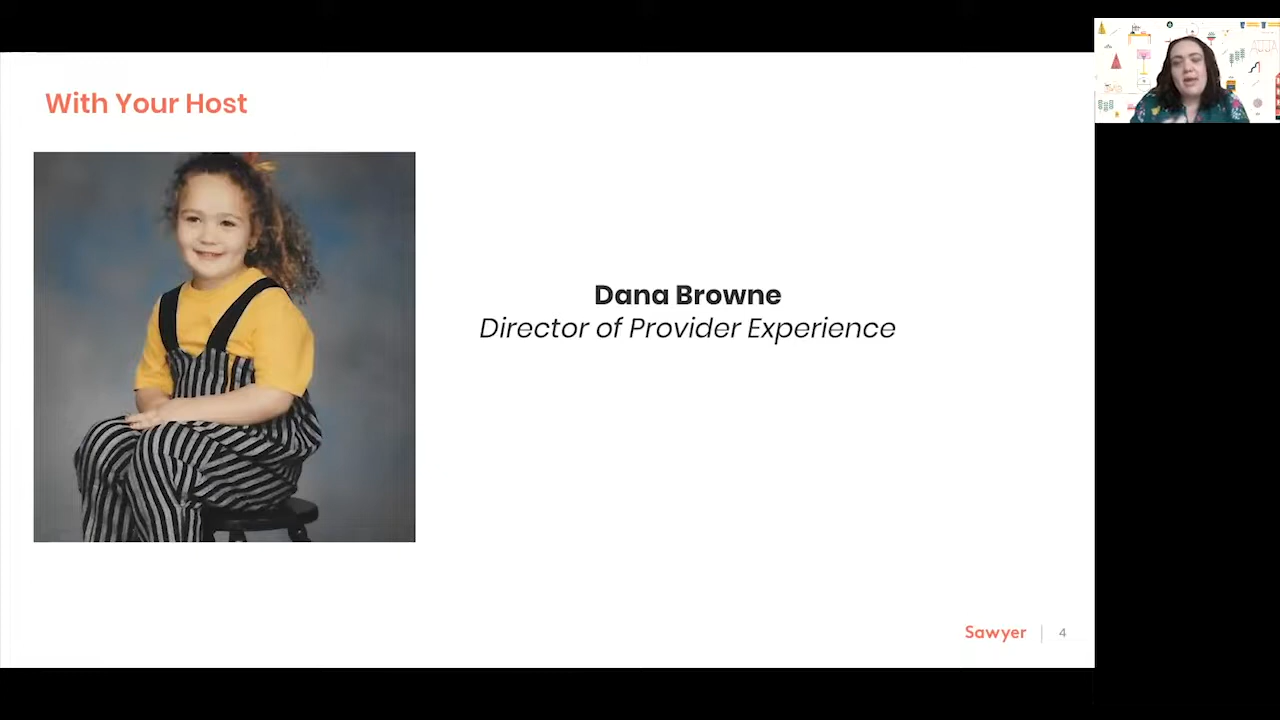 With Your Host
Dana Browne
Director of Provider Experience
Sawyer | 4